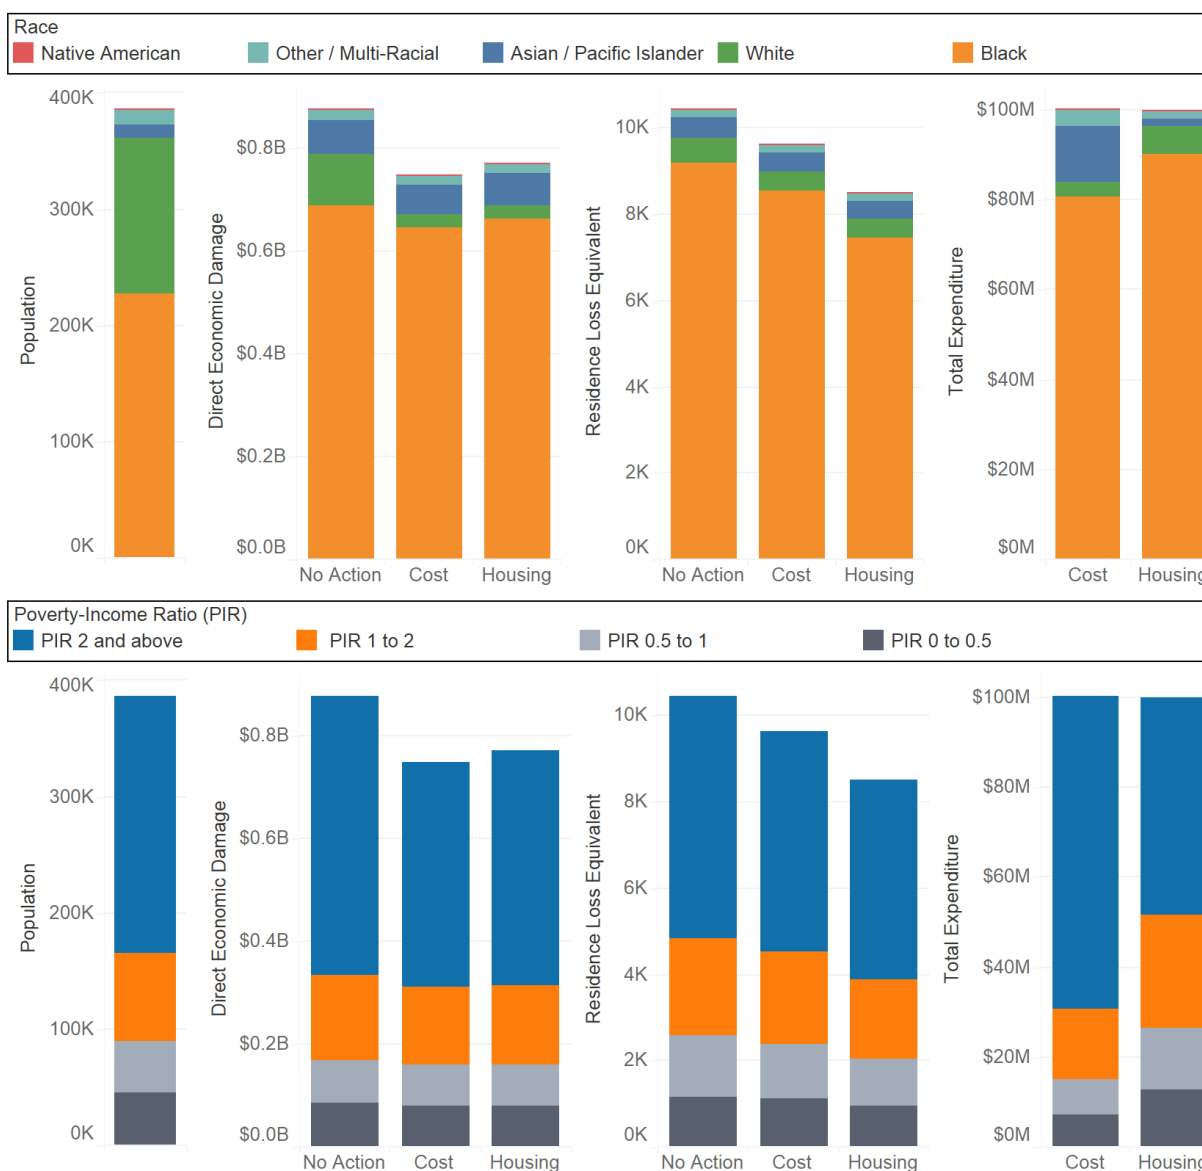 Race
Native American Other / Multi-Racial Asian / Pacific Islander White Black
400K
300K
200K
100K
0K
Population
$0.8B
$0.6B
$0.4B
$0.2B
$0.0B
Direct Economic Damage
No Action Cost Housing
10K
8K
6K
4K
2K
0K
Residence Loss Equivalent
No Action Cost Housing
$100M
$80M
$60M
$40M
$20M
$0M
Total Expenditure
Cost Housing
Poverty-Income Ratio (PIR)
PIR 2 and above PIR 1 to 2 PIR 0.5 to 1 PIR 0 to 0.5
400K
300K
200K
100K
0K
Population
$0.8B
$0.6B
$0.4B
$0.2B
$0.0B
Direct Economic Damage
No Action Cost Housing
10K
8K
6K
4K
2K
0K
Residence Loss Equivalent
No Action Cost Housing
$100M
$80M
$60M
$40M
$20M
$0M
Total Expenditure
Cost Housing